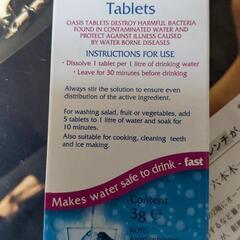 Tablets
OASIS TABLETS DESTROY HARMFUL BACTERIA
FOUND IN CONTAMINATED WATER AND
PROTECT AGAINST ILLNESS CAUSED
BY WATER BORNE DISEASES
INSTRUCTIONS FOR USE
• Dissolve 1 tablet per 1 litre of drinking water
• Leave for 30 minutes before drinking
Always stir the solution to ensure even
distribution of the active ingredient.
For washing salad, fruit or vegetables, add
5 tablets to 1 litre of water and soak for
10 minutes.
Also suitable for cooking, cleaning teeth
and ice making.
Makes water safe to drink - fast
Content
3g
NOTE: